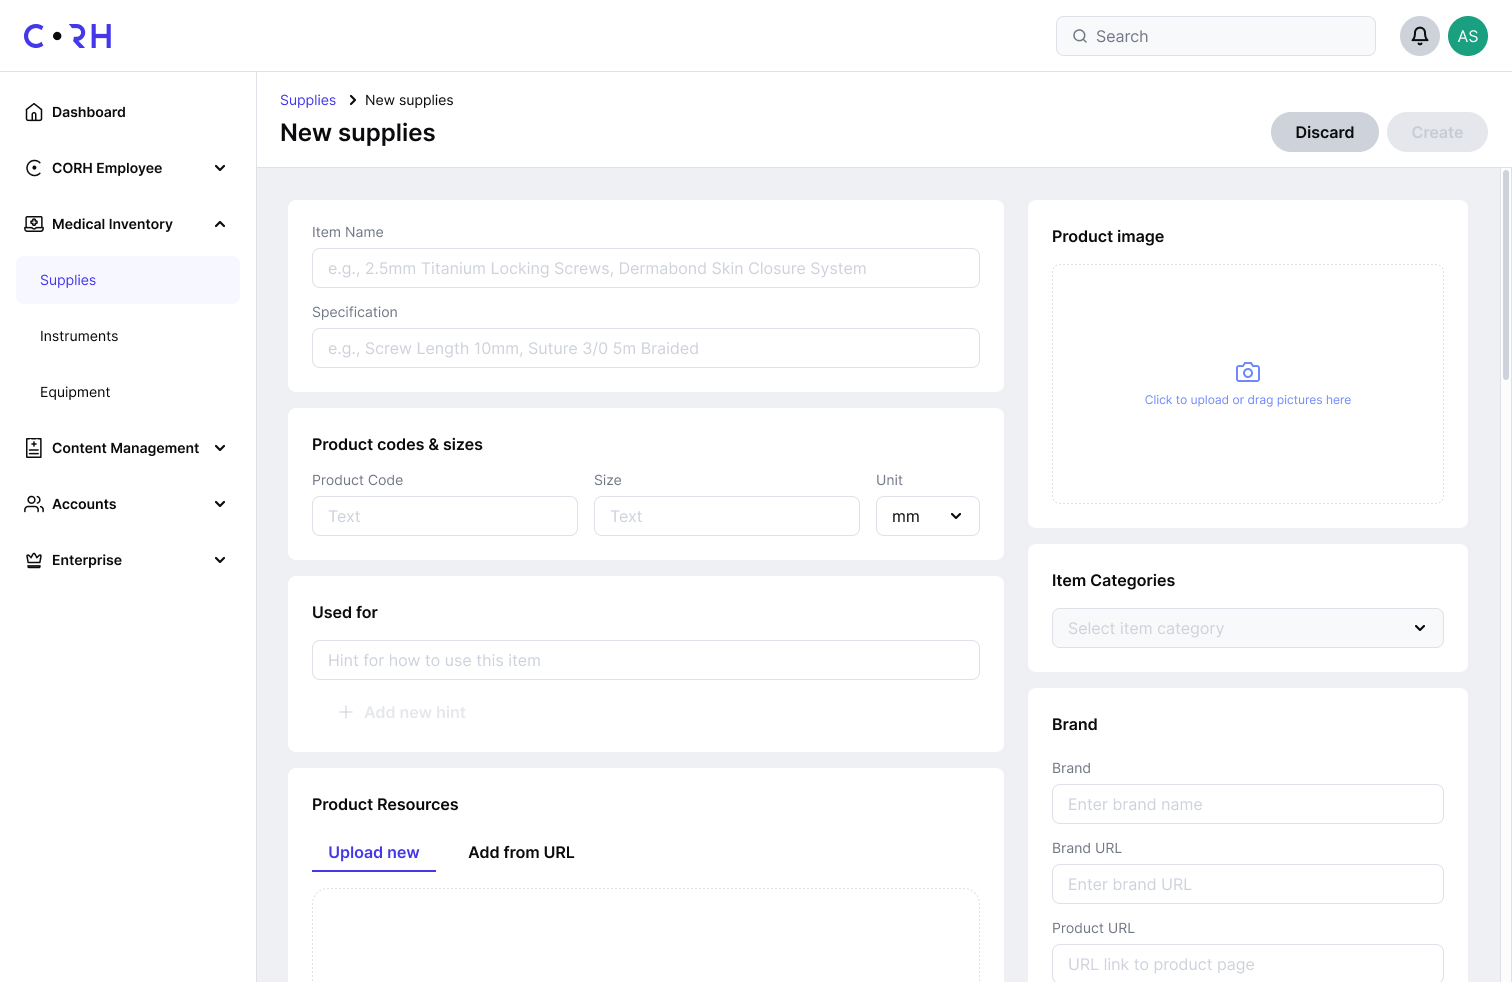 C•RH
Search
AS
Dashboard
CORH Employee
Medical Inventory
Supplies
Instruments
Equipment
Content Management
Accounts
Enterprise
Supplies > New supplies
New supplies
Discard
Create
Item Name
e.g., 2.5mm Titanium Locking Screws, Dermabond Skin Closure System
Specification
e.g., Screw Length 10mm, Suture 3/0 5m Braided
Product codes & sizes
Product Code Size Unit
Text Text mm
Used for
Hint for how to use this item
+ Add new hint
Product Resources
Upload new Add from URL
Product image
Click to upload or drag pictures here
Item Categories
Select item category
Brand
Brand
Enter brand name
Brand URL
Enter brand URL
Product URL
URL link to product page